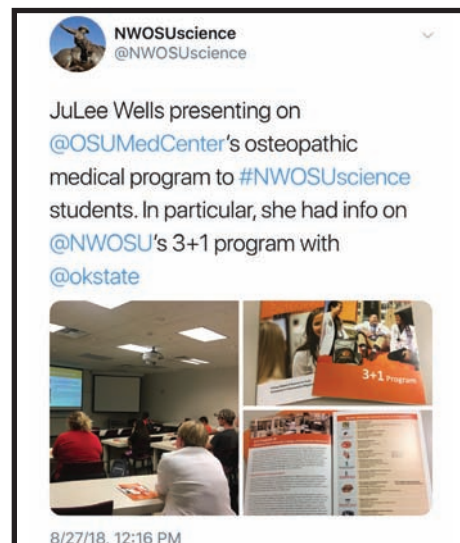 NWOSUscience
@NWOSUscience
JuLee Wells presenting on
@OSUMedCenter's osteopathic
medical program to #NWOSUscience
students. In particular, she had info on
@NWOSU's 3+1 program with
@okstate
3+1 Program
8/27/18, 12:16 PM